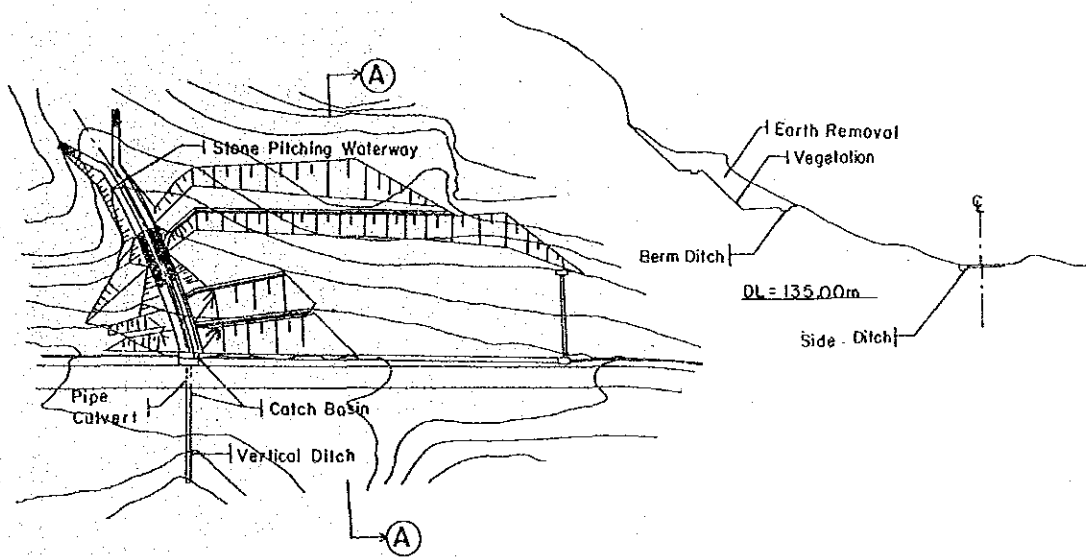 A
Stone Pitching Waterway
Pipe
Culvert
Catch Basin
Vertical Ditch
A
Earth Removal
Vegetation
Berm Ditch
DL = 135.00m
Side . Ditch
℄